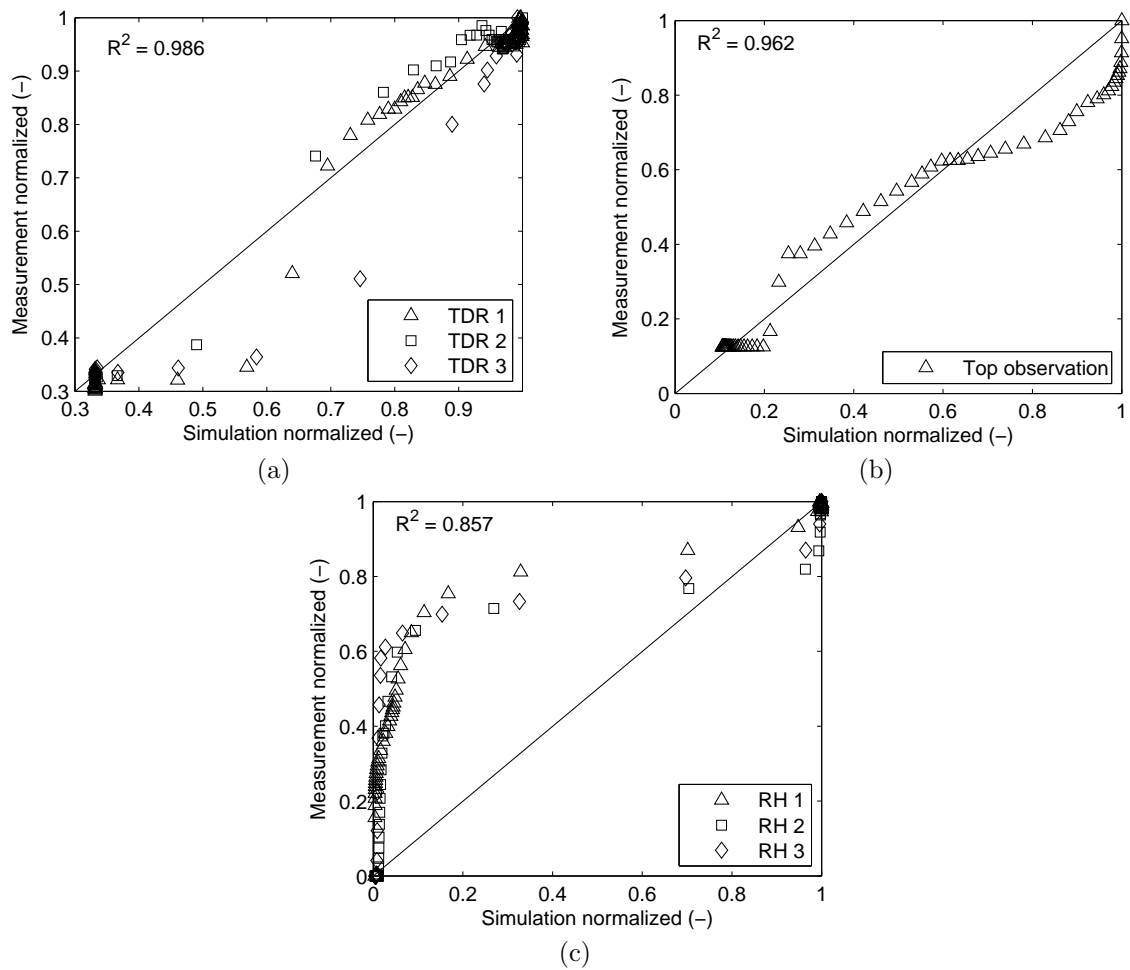 R² = 0.986
1
0.9
0.8
0.7
0.6
0.5
0.4
0.3
Measurement normalized (−)
TDR 1
TDR 2
TDR 3
0.3 0.4 0.5 0.6 0.7 0.8 0.9
Simulation normalized (−)
(a)
R² = 0.962
1
0.8
0.6
0.4
0.2
0
Measurement normalized (−)
Top observation
0 0.2 0.4 0.6 0.8 1
Simulation normalized (−)
(b)
R² = 0.857
1
0.8
0.6
0.4
0.2
0
Measurement normalized (−)
RH 1
RH 2
RH 3
0 0.2 0.4 0.6 0.8 1
Simulation normalized (−)
(c)